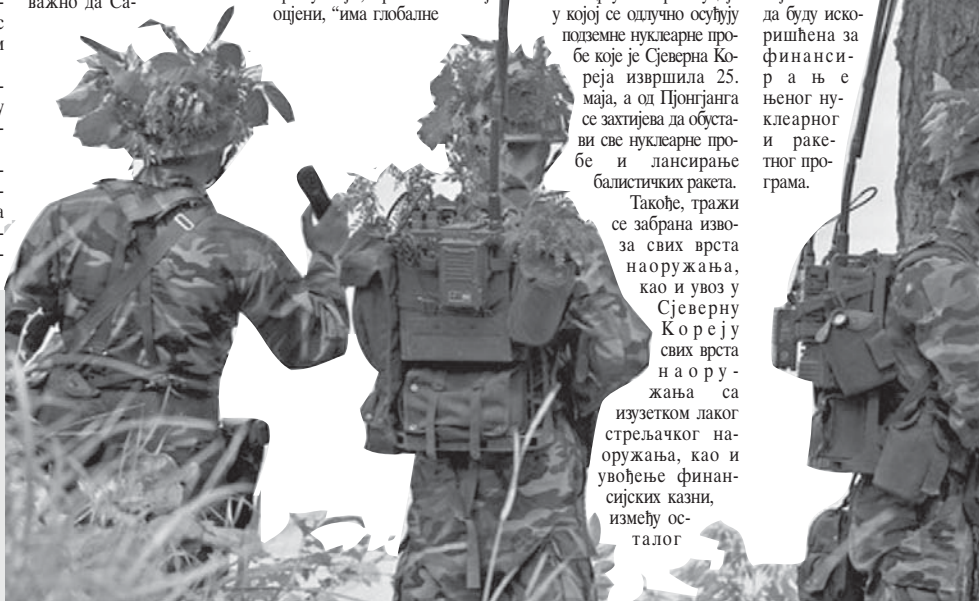 важно да Са-
оцјени, “има глобалне
у којој се одлучно осуђују
подземне нуклеарне про-
бе које је Сјеверна Ко-
реја извршила 25.
маја, а од Пјонгјанга
се захтијева да обуста-
ви све нуклеарне про-
бе и лансирање
балистичких ракета.
Такође, тражи
се забрана изво-
за свих врста
наоружања,
као и увоз у
Сјеверну
Кореју
свих врста
наору-
жања са
изузетком лаког
стрељачког на-
оружања, као и
увођење финан-
сијских казни,
између ос-
талог
да буду иско-
ришћена за
финанси-
рање
њеног ну-
клеарног
и раке-
тног про-
грама.